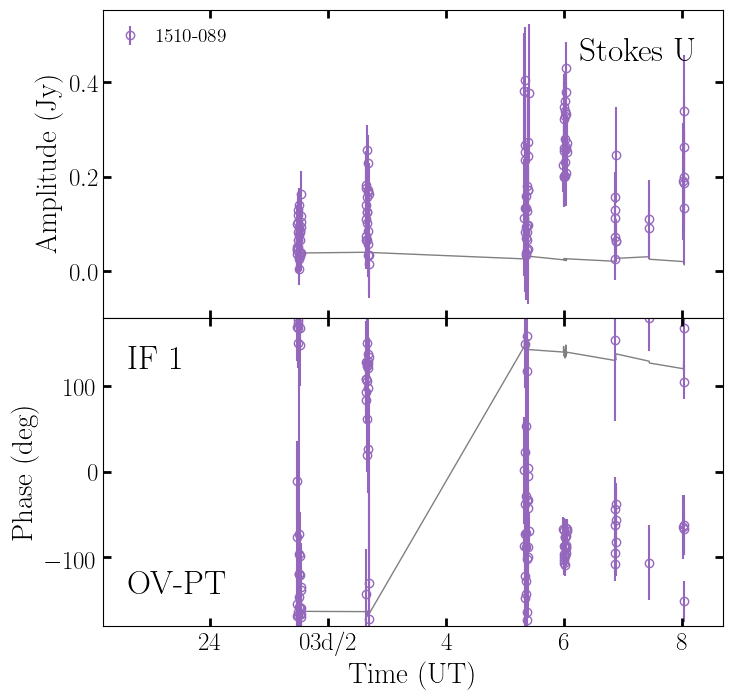 1510-089
Stokes U
0.4
0.2
0.0
Amplitude (Jy)
IF 1
100
0
−100
Phase (deg)
OV-PT
24 03d/2 4 6 8
Time (UT)